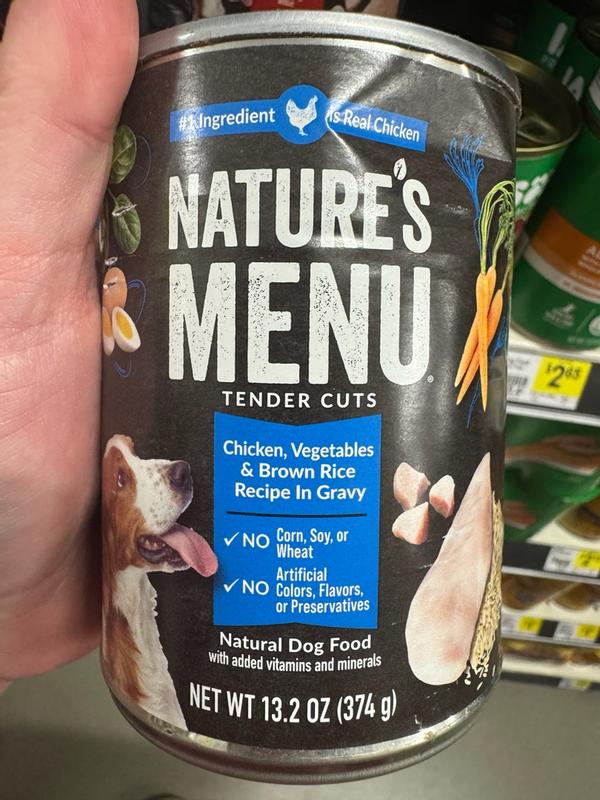 #1 Ingredient is Real Chicken
NATURE'S
MENU®
TENDER CUTS
Chicken, Vegetables
& Brown Rice
Recipe In Gravy
✓NO Corn, Soy, or
Wheat
✓NO Artificial
Colors, Flavors,
or Preservatives
Natural Dog Food
with added vitamins and minerals
NET WT 13.2 OZ (374 g)
$2